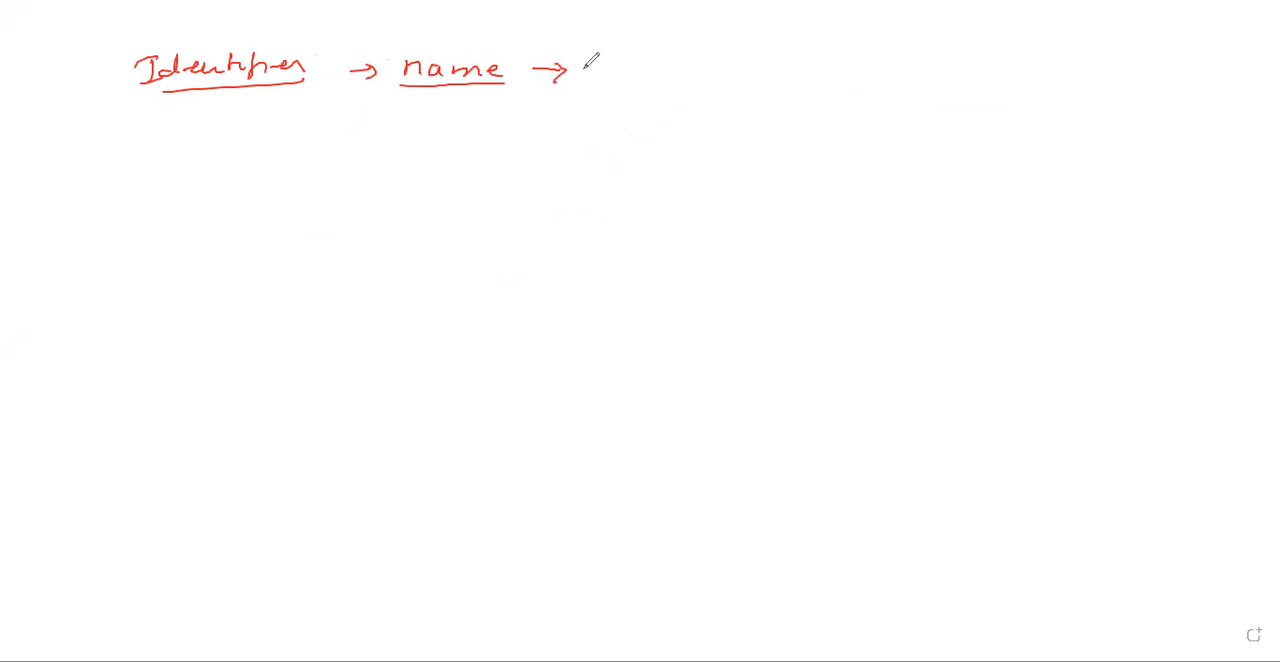 Identifier → name →